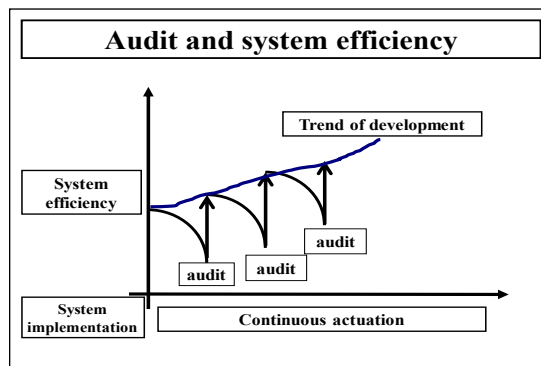 Audit and system efficiency
Trend of development
System
efficiency
audit
audit
audit
System
implementation
Continuous actuation